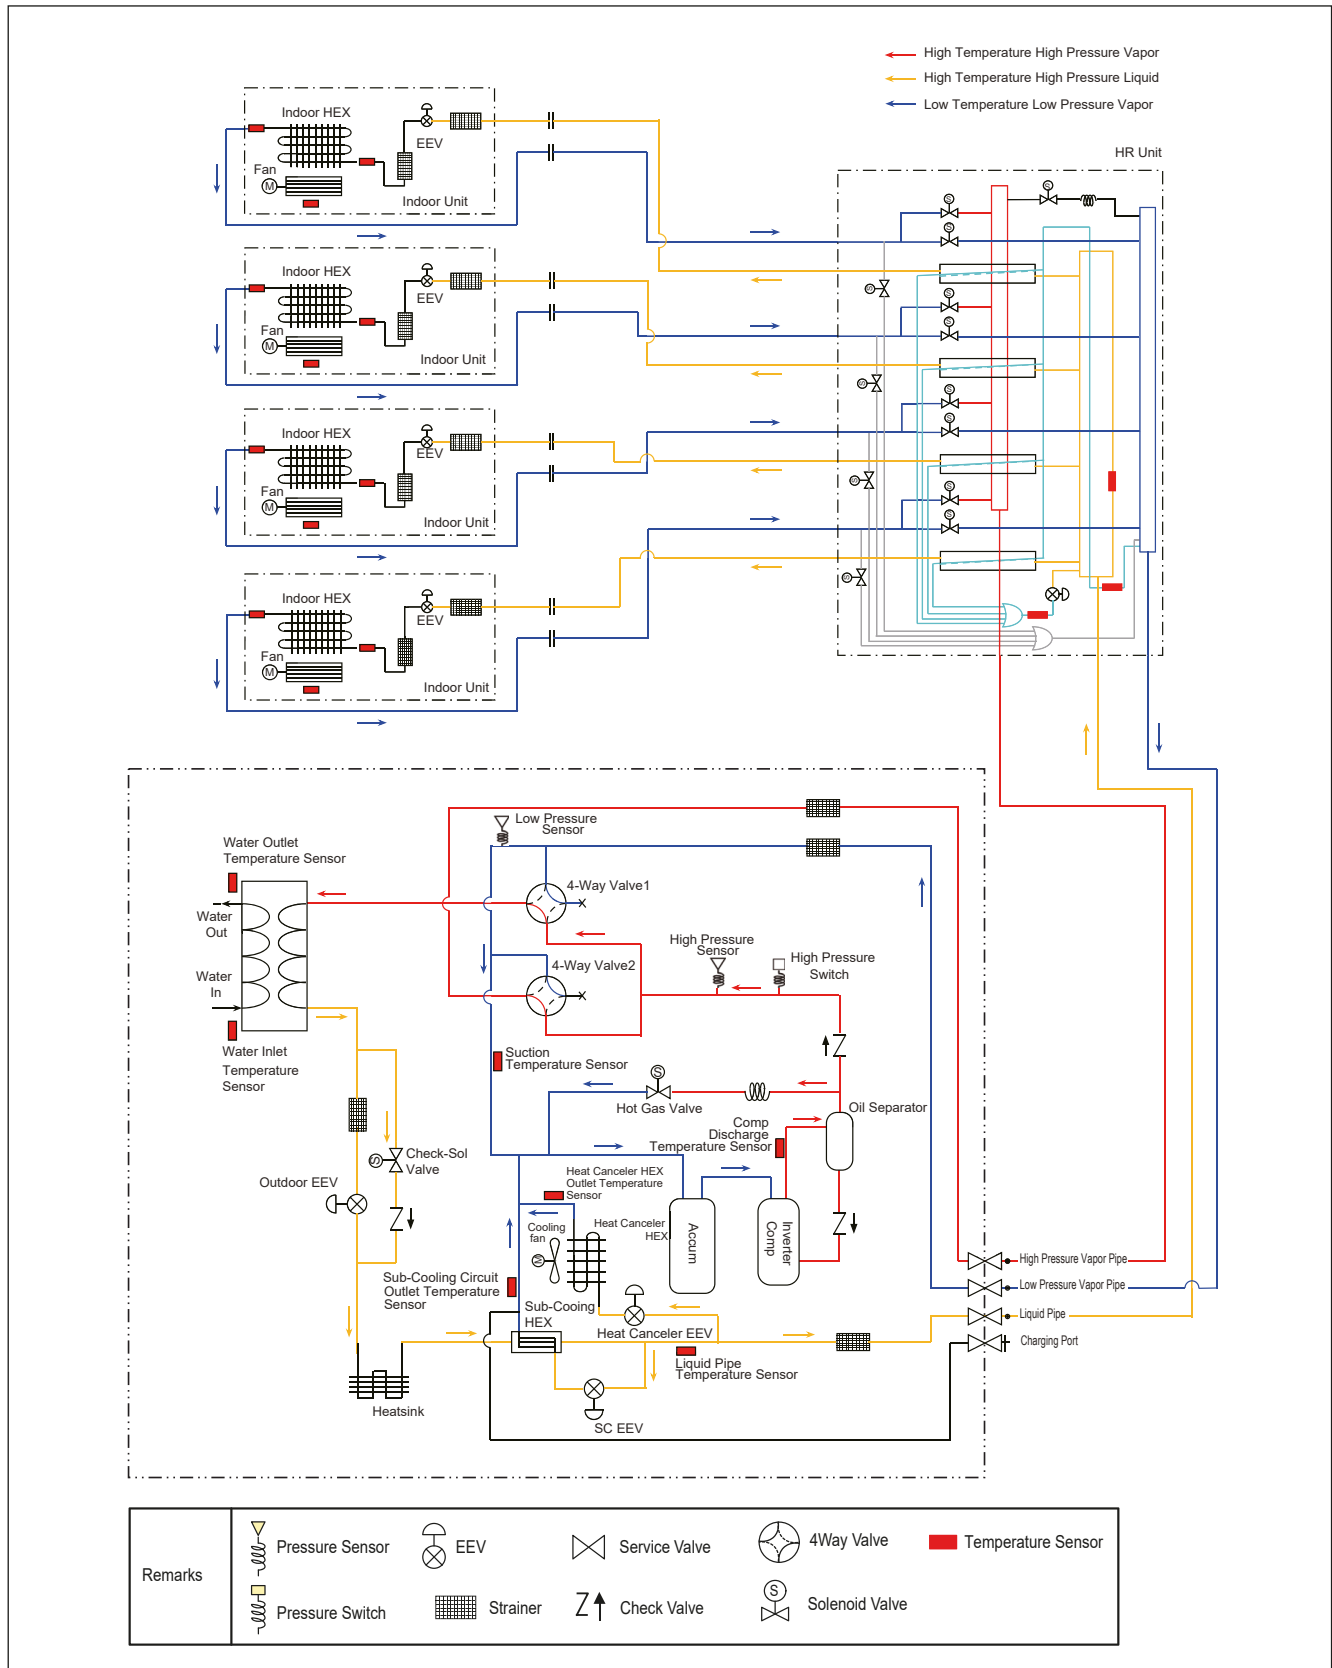 High Temperature High Pressure Vapor
High Temperature High Pressure Liquid
Low Temperature Low Pressure Vapor
HR Unit
Indoor HEX
EEV
Fan
M
Indoor Unit
Indoor HEX
EEV
Fan
M
Indoor Unit
Indoor HEX
EEV
Fan
M
Indoor Unit
Indoor HEX
EEV
Fan
M
Indoor Unit
S
S
S
S
S
S
S
S
S
S
S
S
S
Low Pressure
Sensor
Water Outlet
Temperature Sensor
Water
Out
Water
In
Water Inlet
Temperature
Sensor
4-Way Valve1
4-Way Valve2
High Pressure
Sensor
High Pressure
Switch
Suction
Temperature Sensor
S
Hot Gas Valve
Oil Separator
Comp
Discharge
Temperature Sensor
S
Check-Sol
Valve
Outdoor EEV
Heat Canceler HEX
Outlet Temperature
Sensor
Cooling
fan
M
Heat Canceler
HEX
Accum
Inverter
Comp
Sub-Cooling Circuit
Outlet Temperature
Sensor
Sub-Cooing
HEX
Heat Canceler EEV
Liquid Pipe
Temperature Sensor
SC EEV
Heatsink
High Pressure Vapor Pipe
Low Pressure Vapor Pipe
Liquid Pipe
Charging Port
Remarks
Pressure Sensor
EEV
Service Valve
4Way Valve
Temperature Sensor
Pressure Switch
Strainer
Check Valve
S
Solenoid Valve